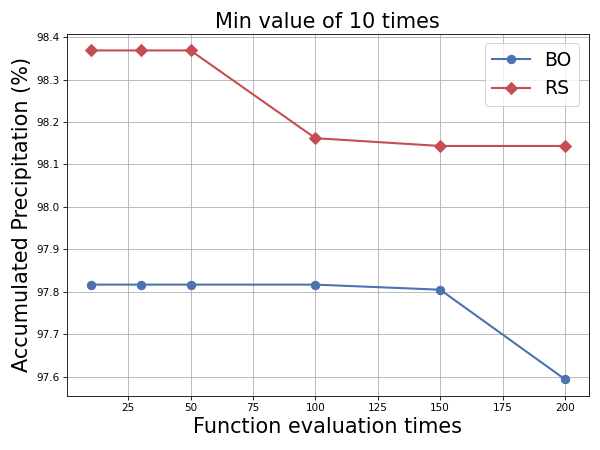 Min value of 10 times
98.4
98.3
98.2
98.1
98.0
97.9
97.8
97.7
97.6
Accumulated Precipitation (%)
BO
RS
25 50 75 100 125 150 175 200
Function evaluation times